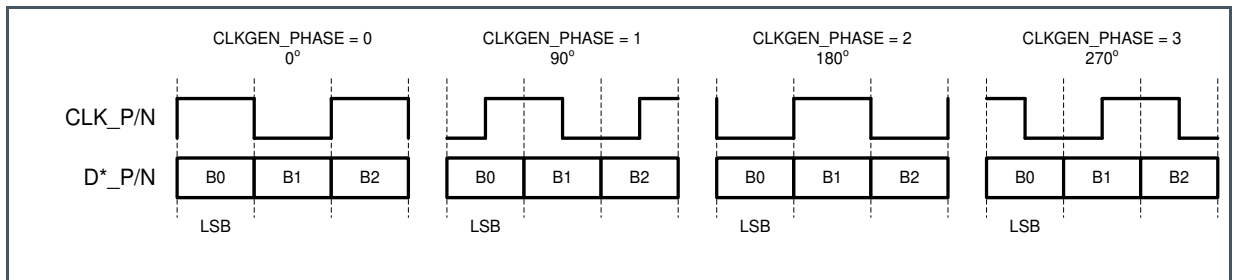 CLKGEN_PHASE = 0 CLKGEN_PHASE = 1 CLKGEN_PHASE = 2 CLKGEN_PHASE = 3
0° 90° 180° 270°
CLK_P/N
D*_P/N B0 B1 B2 B0 B1 B2 B0 B1 B2 B0 B1 B2
LSB LSB LSB LSB